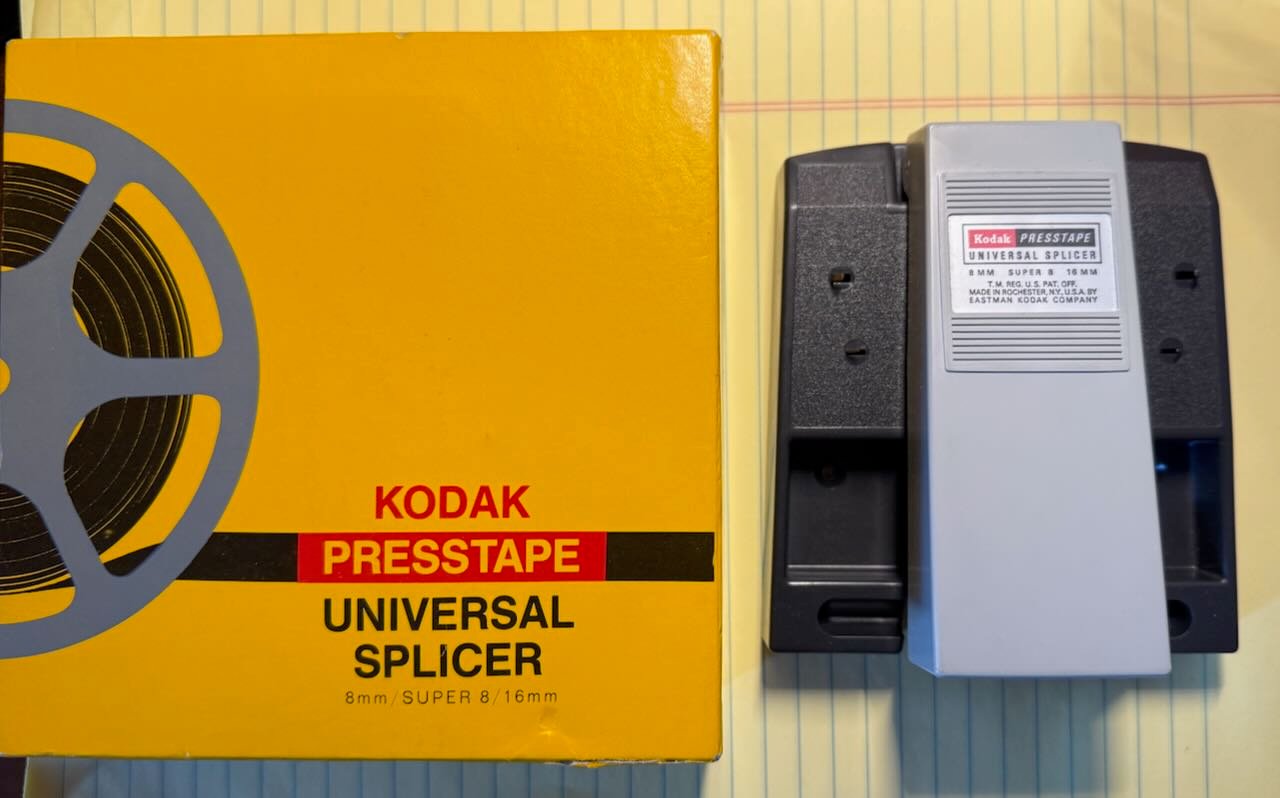 KODAK
PRESSTAPE
UNIVERSAL
SPLICER
8mm/SUPER 8/16mm
Kodak PRESSTAPE
UNIVERSAL SPLICER
8MM SUPER 8 16MM
T.M. REG. U.S. PAT. OFF.
MADE IN ROCHESTER, N.Y., U.S.A. BY
EASTMAN KODAK COMPANY